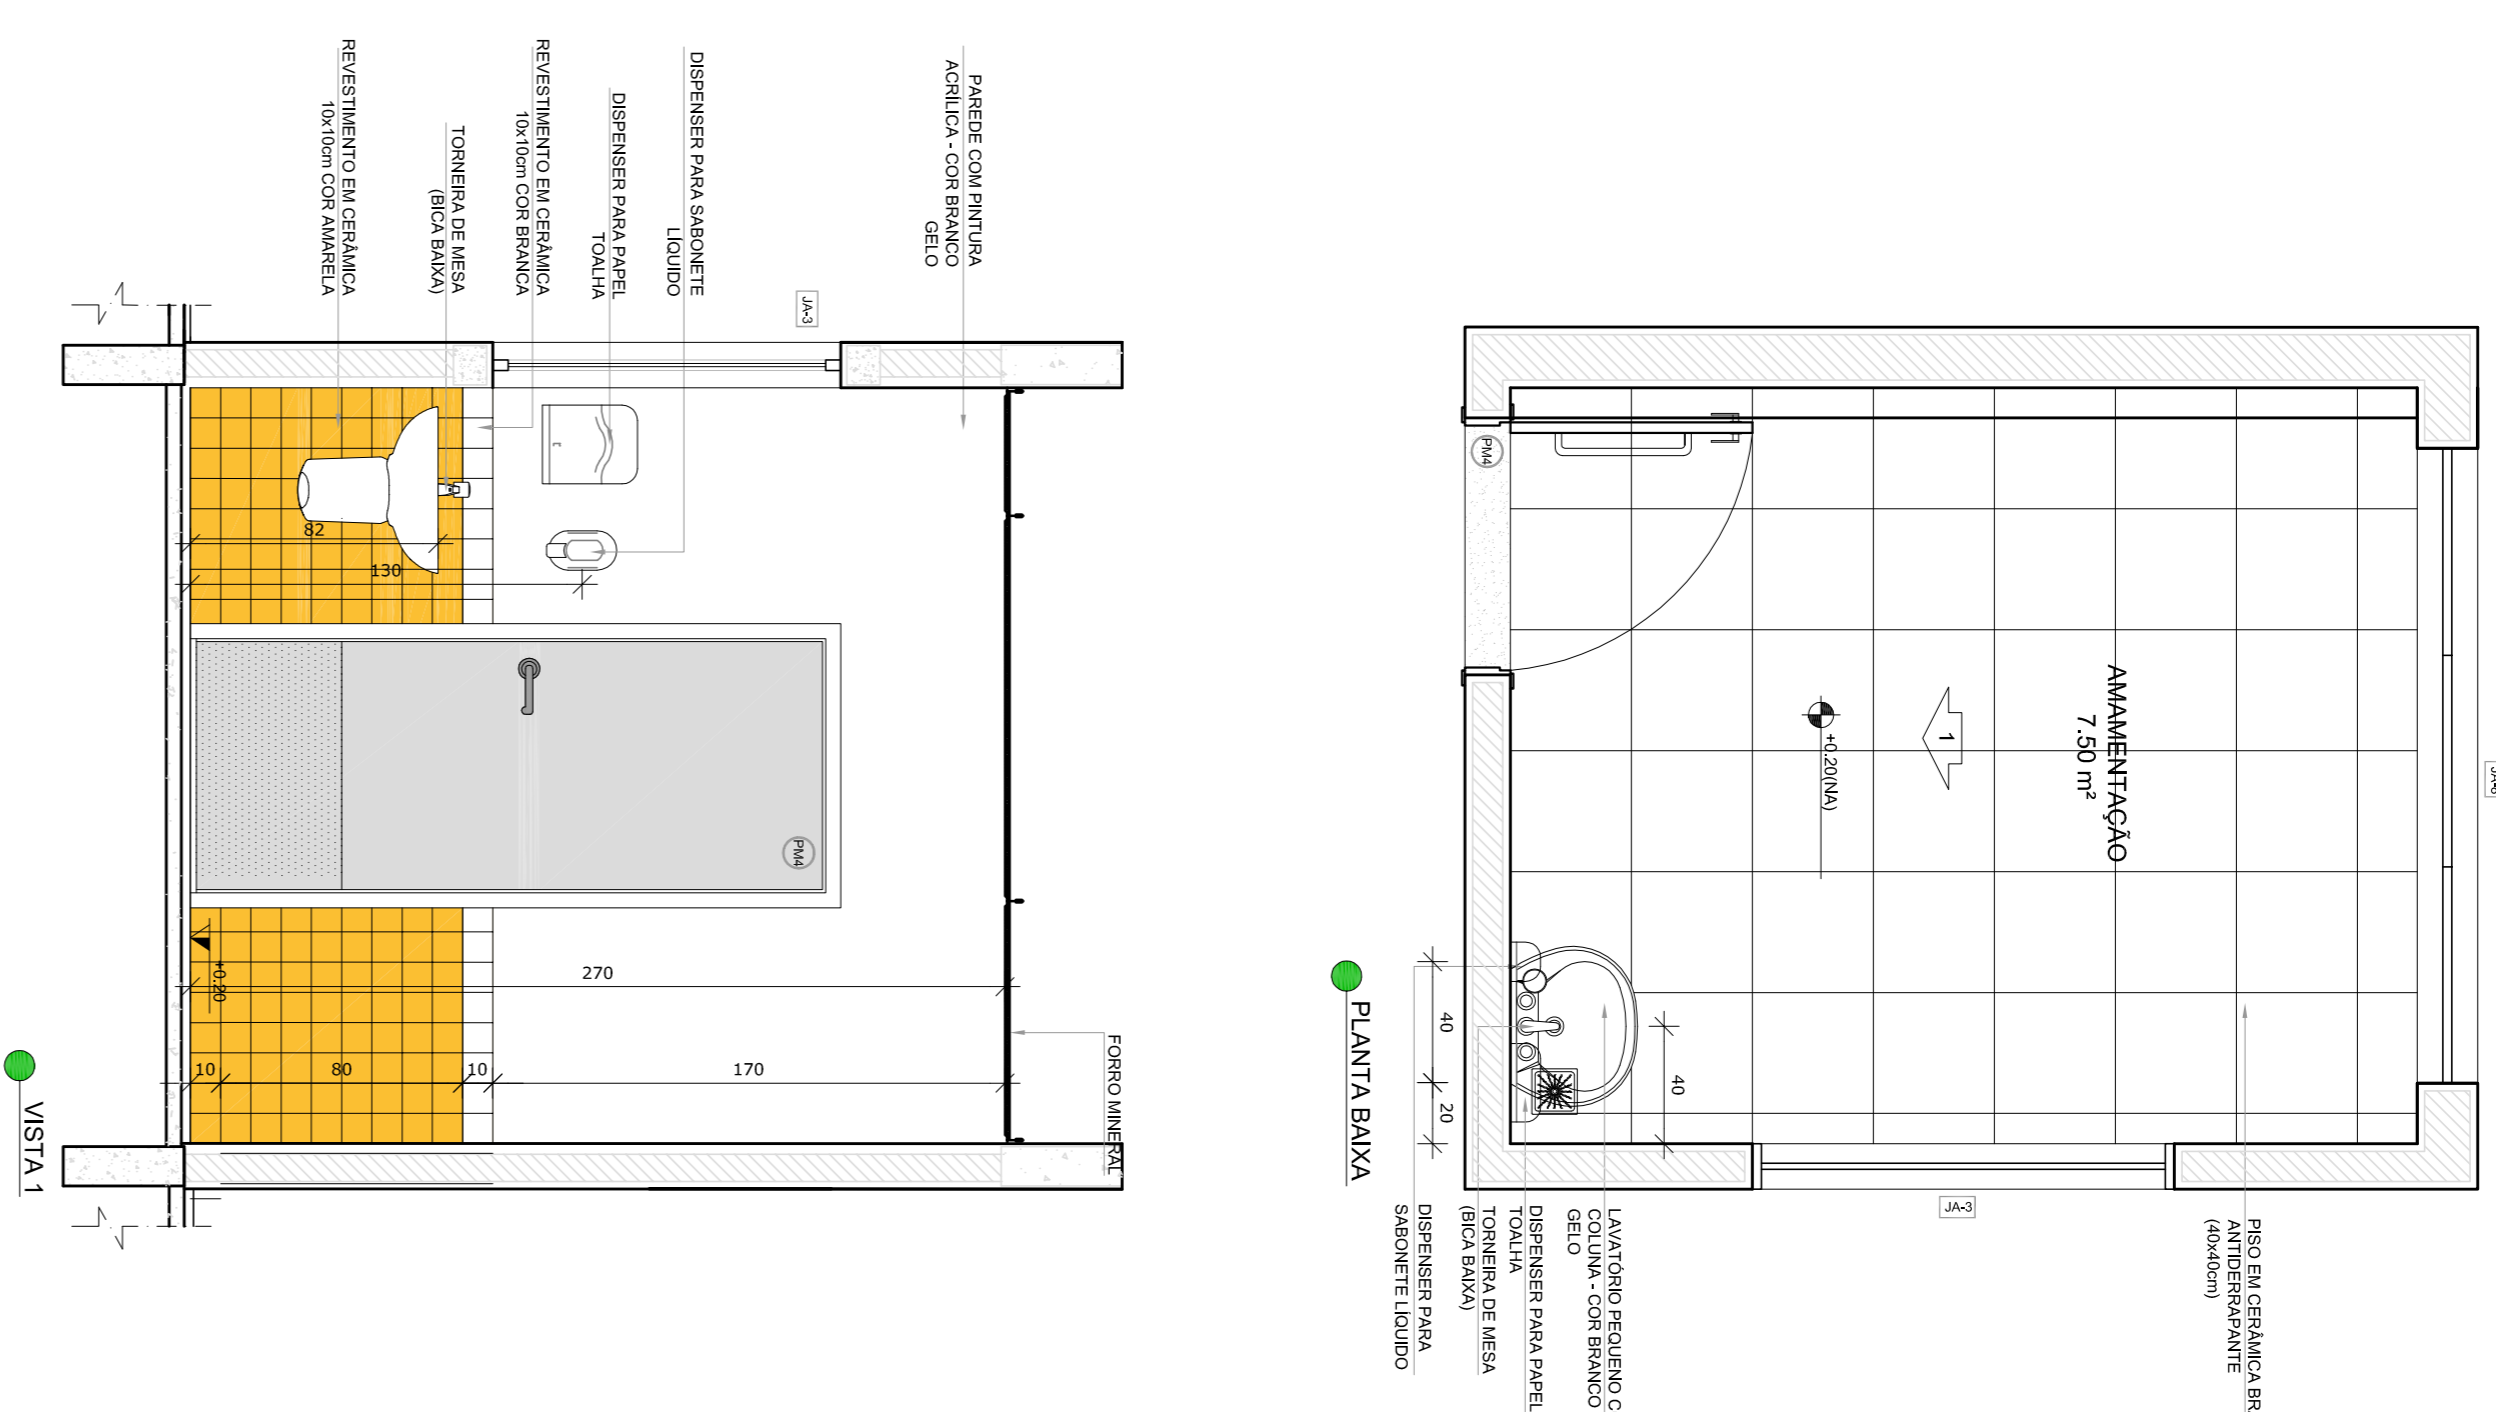 PAREDE COM PINTURA
ACRÍLICA - COR BRANCO
GELO
DISPENSER PARA SABONETE
LÍQUIDO
DISPENSER PARA PAPEL
TOALHA
REVESTIMENTO EM CERÂMICA
10x10cm COR BRANCA
TORNEIRA DE MESA
(BICA BAIXA)
REVESTIMENTO EM CERÂMICA
10x10cm COR AMARELA
JA-3
82
130
PM4
270
+0.20
10
80
10
170
FORRO MINERAL
VISTA 1
PM4
AMAMENTAÇÃO
7.50 m²
1
+0.20(NA)
40
40
20
PLANTA BAIXA
JA-3
PISO EM CERÂMICA BR
ANTIDERRAPANTE
(40x40cm)
LAVATÓRIO PEQUENO C
COLUNA - COR BRANCO
GELO
DISPENSER PARA PAPEL
TOALHA
TORNEIRA DE MESA
(BICA BAIXA)
DISPENSER PARA
SABONETE LÍQUIDO